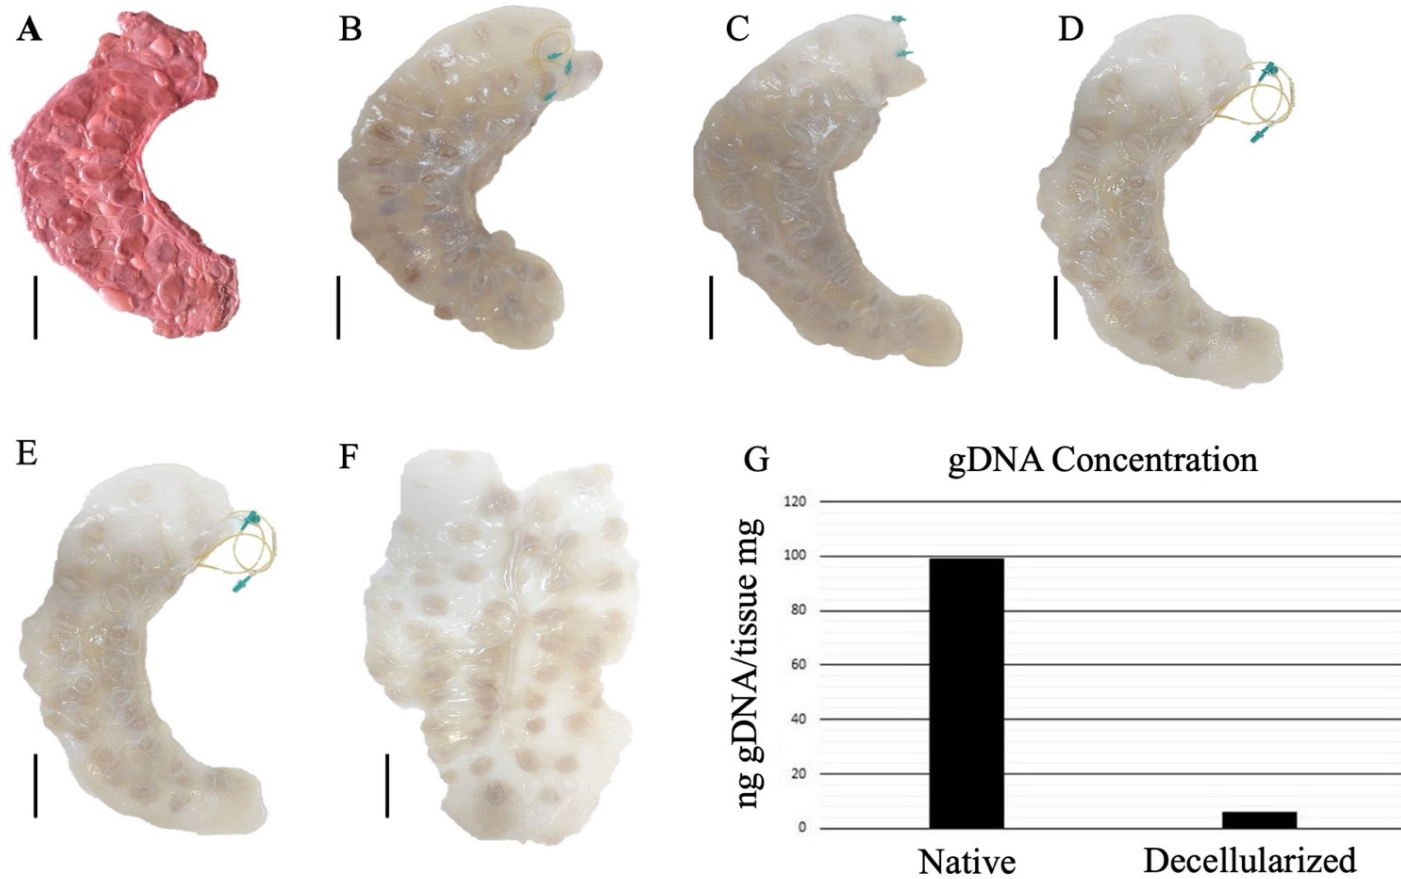 A
B
C
D
E
F
G
gDNA Concentration
ng gDNA/tissue mg
120
100
80
60
40
20
0
Native
Decellularized